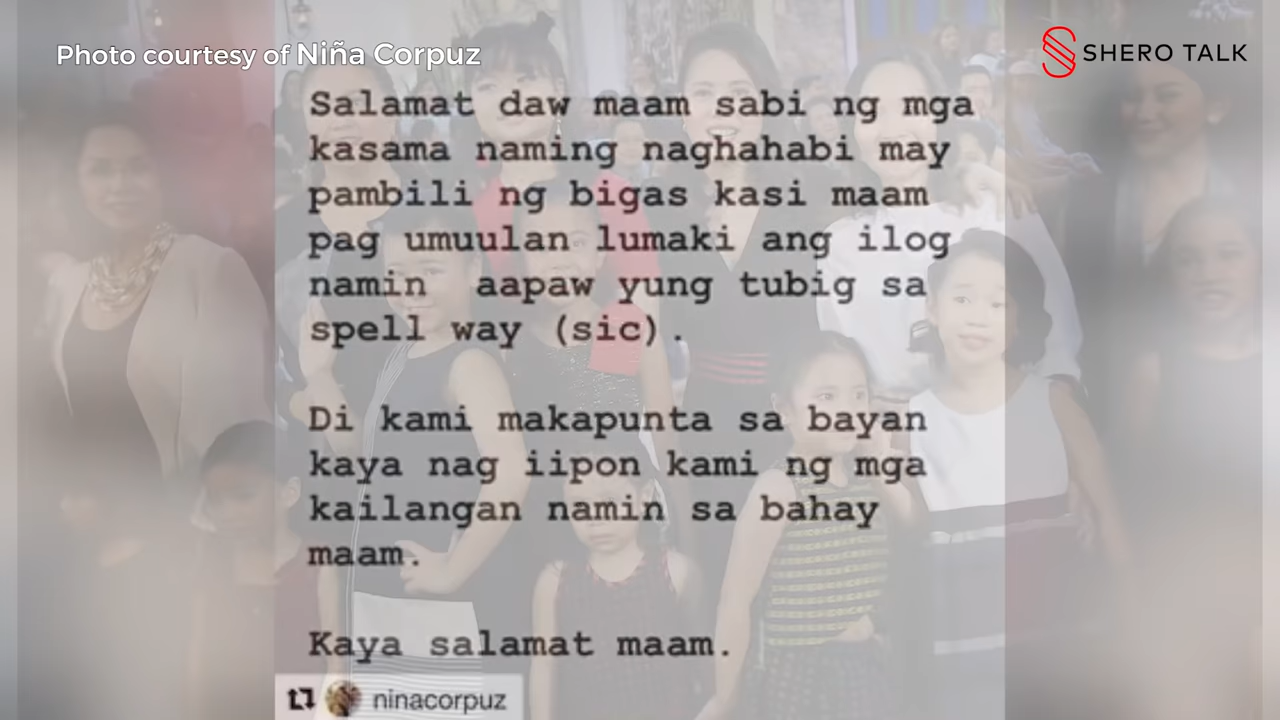 Photo courtesy of Niña Corpuz
SHERO TALK
Salamat daw maam sabi ng mga
kasama naming naghahabi may
pambili ng bigas kasi maam
pag umuulan lumaki ang ilog
namin aapaw yung tubig sa
spell way (sic).
Di kami makapunta sa bayan
kaya nag iipon kami ng mga
kailangan namin sa bahay
maam.
Kaya salamat maam.
ninacorpuz